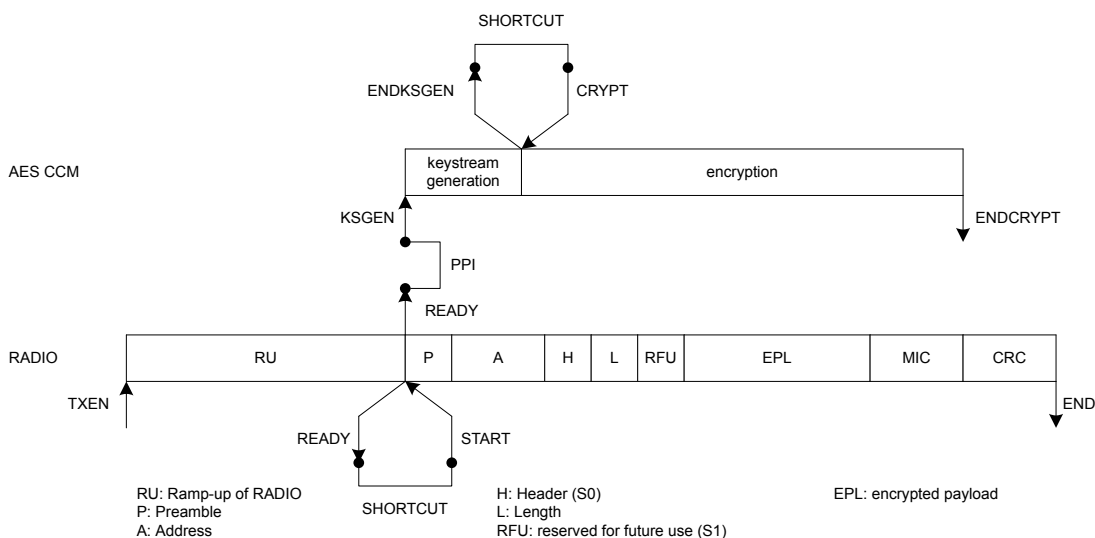 SHORTCUT
ENDKSGEN CRYPT
AES CCM
keystream
generation
encryption
KSGEN ENDCRYPT
PPI
READY
RADIO RU P A H L RFU EPL MIC CRC
TXEN END
READY START
SHORTCUT
RU: Ramp-up of RADIO
P: Preamble
A: Address
H: Header (S0)
L: Length
RFU: reserved for future use (S1)
EPL: encrypted payload